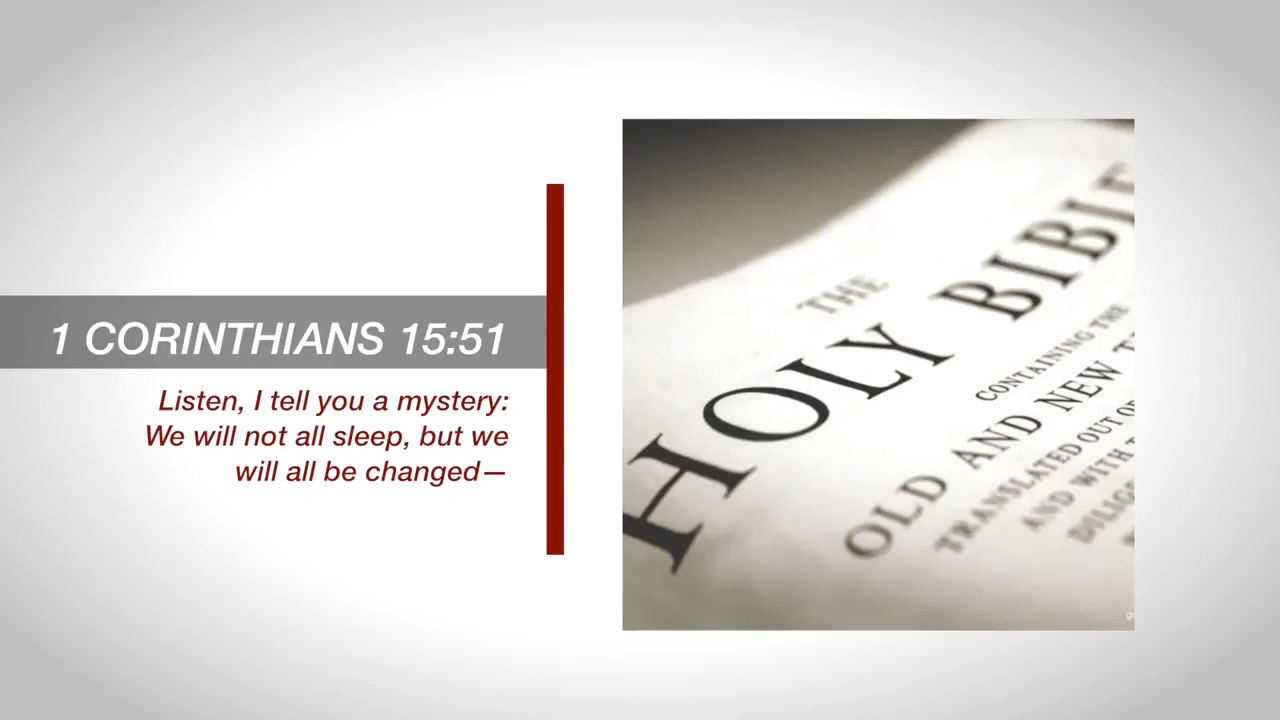 1 CORINTHIANS 15:51
Listen, I tell you a mystery:
We will not all sleep, but we
will all be changed—
THE
HOLY BIBLE
CONTAINING THE
OLD AND NEW
TRANSLATED OUT OF
AND WITH